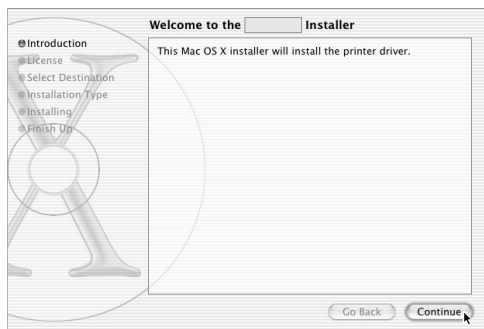 Welcome to the Installer
Introduction
License
Select Destination
Installation Type
Installing
Finish Up
This Mac OS X installer will install the printer driver.
Go Back
Continue